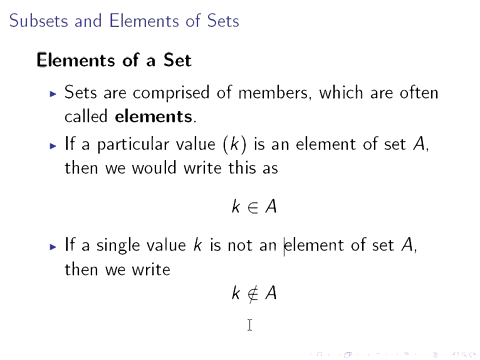 Subsets and Elements of Sets
Elements of a Set
Sets are comprised of members, which are often
called elements.
If a particular value (k) is an element of set A,
then we would write this as
k ∈ A
If a single value k is not an element of set A,
then we write
k ∉ A